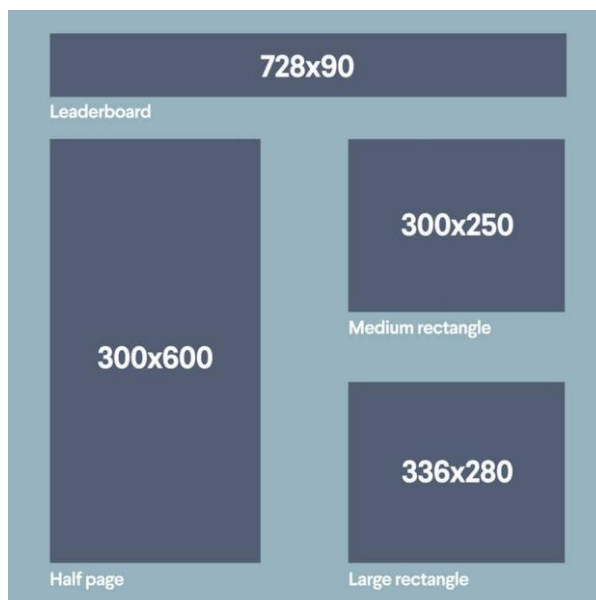 728x90
Leaderboard
300x600
Half page
300x250
Medium rectangle
336x280
Large rectangle